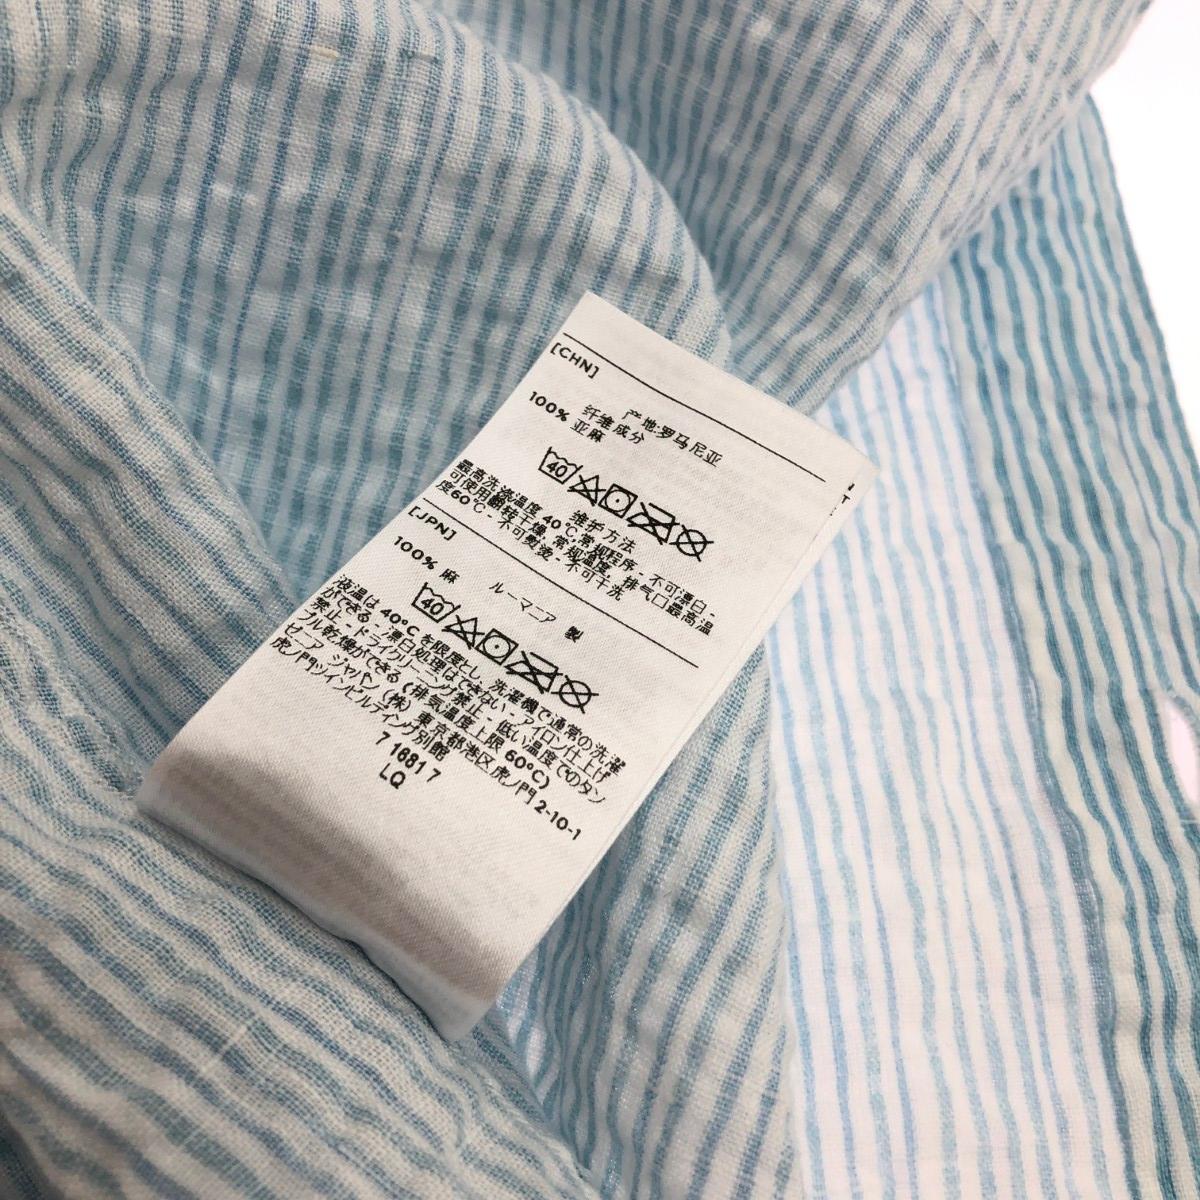 [CHN]
产地:罗马尼亚
纤维成分
100% 亚麻
40
维护方法
最高洗涤温度 40℃,常规程序 - 不可漂白 -
可使用翻转干燥,常规温度,排气口最高温
度60℃ - 不可熨烫 - 不可干洗
[JPN]
100% 麻 ルーマニア 製
40
液温は 40°C を限度とし、洗濯機で通常の洗濯
ができる - 漂白処理はできない - アイロン仕上げ
禁止 - ドライクリーニング禁止 - 低い温度でのタン
ブル乾燥ができる (排気温度上限 60°C)
ゼニア ジャパン (株) 東京都港区虎ノ門 2-10-1
虎ノ門ツインビルディング別館
7 16817
LQ